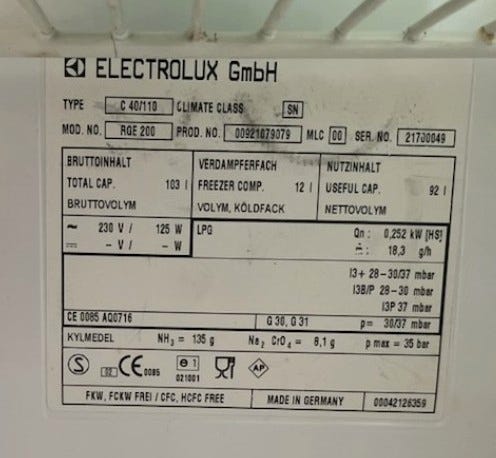 ELECTROLUX GmbH
TYPE C 40/110 CLIMATE CLASS SN
MOD. NO. RGE 200 PROD. NO. 00921079079 MLC 00 SER. NO. 21700049
BRUTTOINHALT VERDAMPFERFACH NUTZINHALT
TOTAL CAP. 103 l FREEZER COMP. 12 l USEFUL CAP. 92 l
BRUTTOVOLYM VOLYM, KÖLDFACK NETTOVOLYM
~ 230 V / 125 W LPG Qn : 0,252 kW [HS]
⎓ – V / – W : 18,3 g/h
I3+ 28-30/37 mbar
I3B/P 28-30 mbar
I3P 37 mbar
CE 0085 AQ0716 G 30, G 31 p= 30/37 mbar
KYLMEDEL NH₃ = 135 g Na₂ CrO₄ = 8,1 g p max = 35 bar
S 02 CE 0085 e 1 AP
021001
FKW, FCKW FREI / CFC, HCFC FREE MADE IN GERMANY 00042126359